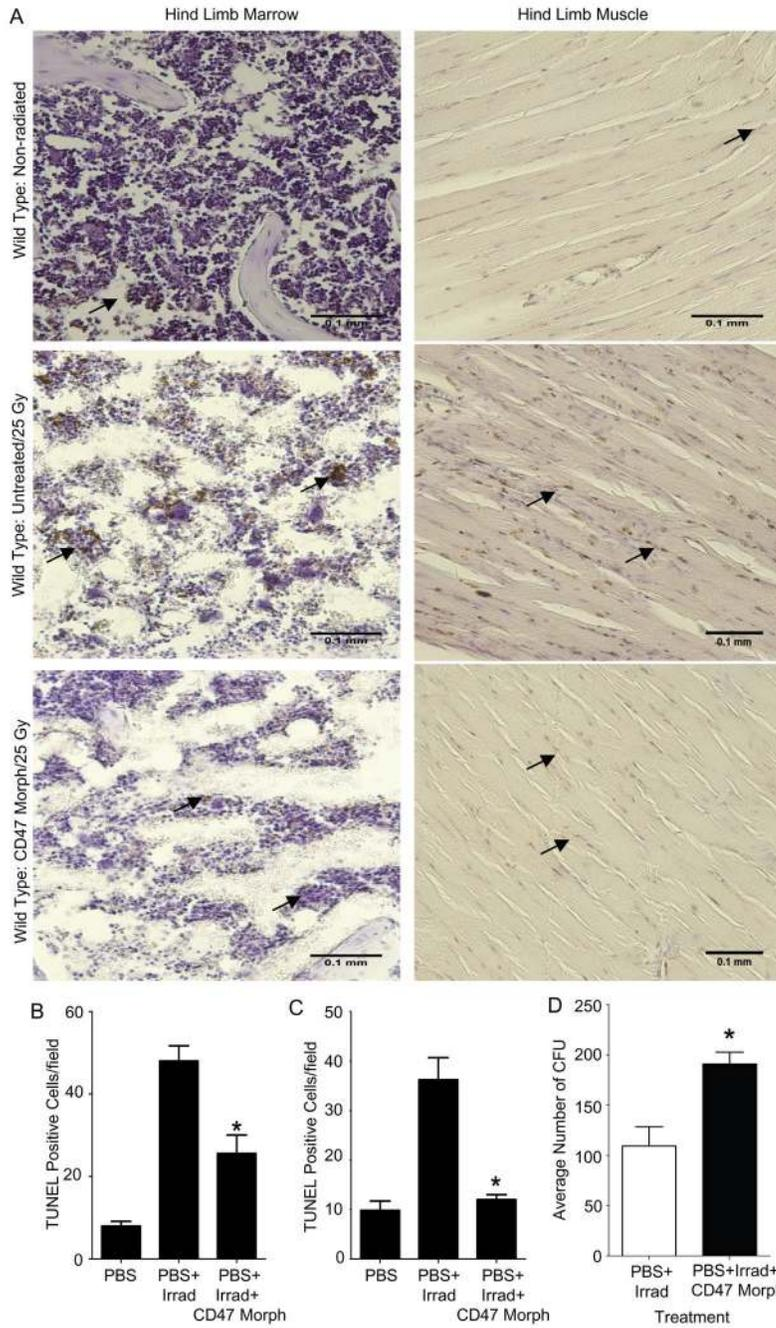 A
Hind Limb Marrow
Hind Limb Muscle
Wild Type: Non-radiated
0.1 mm
0.1 mm
Wild Type: Untreated/25 Gy
0.1 mm
0.1 mm
Wild Type: CD47 Morph/25 Gy
0.1 mm
0.1 mm
B
TUNEL Positive Cells/field
60
40
20
0
*
PBS
PBS+
Irrad
PBS+
Irrad+
CD47 Morph
C
TUNEL Positive Cells/field
50
40
30
20
10
0
*
PBS
PBS+
Irrad
PBS+
Irrad+
CD47 Morph
D
Average Number of CFU
250
200
150
100
50
0
*
PBS+
Irrad
PBS+Irrad+
CD47 Morph
Treatment